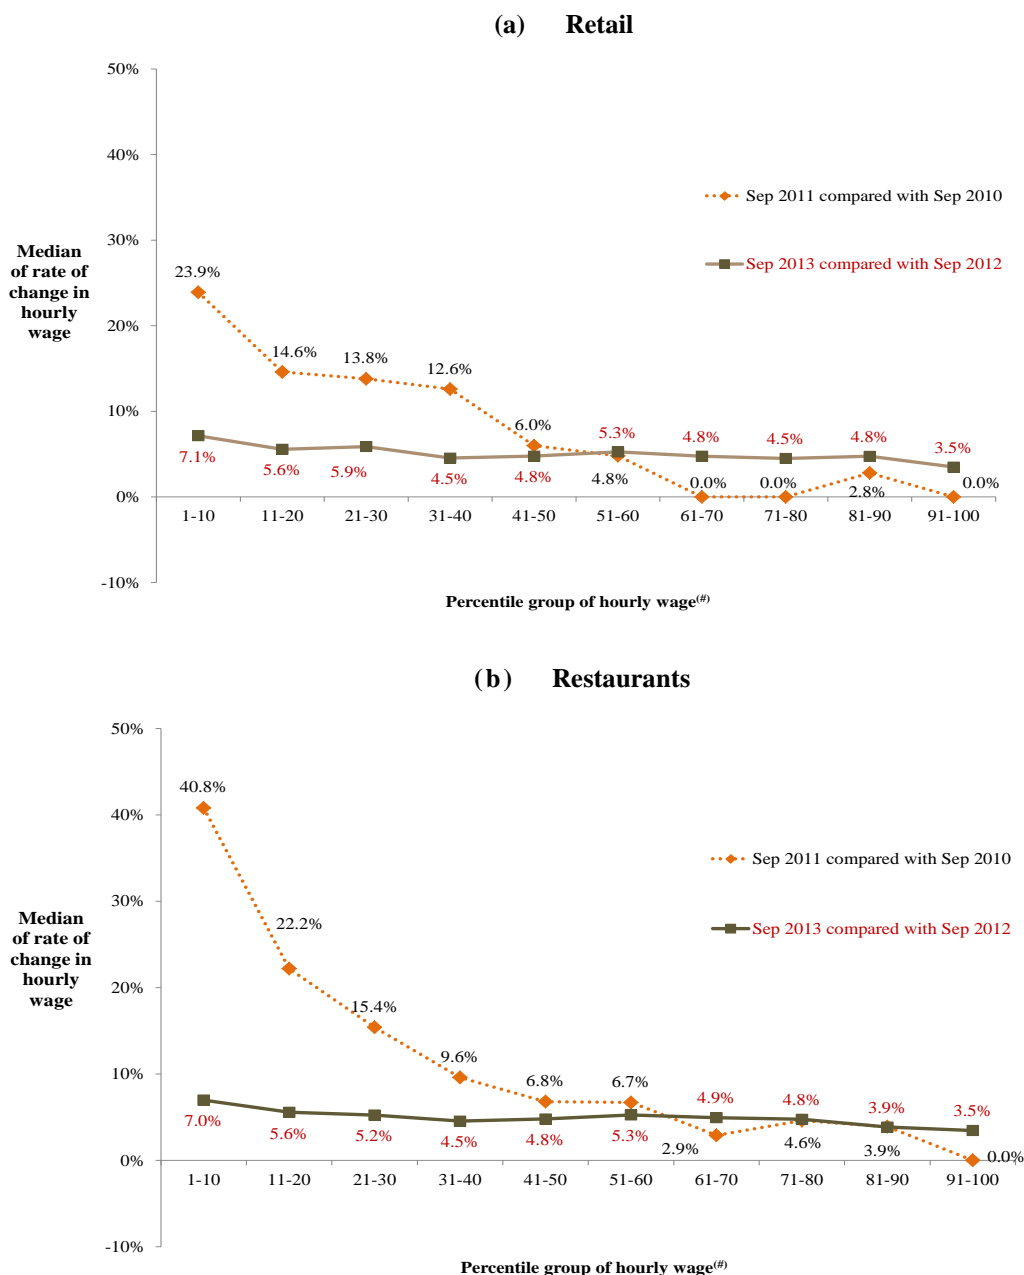 (a) Retail
50%
40%
30%
20%
10%
0%
-10%
Median
of rate of
change in
hourly
wage
Sep 2011 compared with Sep 2010
Sep 2013 compared with Sep 2012
23.9%
14.6%
13.8%
12.6%
6.0%
4.8%
0.0%
0.0%
2.8%
0.0%
7.1%
5.6%
5.9%
4.5%
4.8%
5.3%
4.8%
4.5%
4.8%
3.5%
1-10 11-20 21-30 31-40 41-50 51-60 61-70 71-80 81-90 91-100
Percentile group of hourly wage(#)
(b) Restaurants
50%
40%
30%
20%
10%
0%
-10%
Median
of rate of
change in
hourly
wage
Sep 2011 compared with Sep 2010
Sep 2013 compared with Sep 2012
40.8%
22.2%
15.4%
9.6%
6.8%
6.7%
2.9%
4.6%
3.9%
0.0%
7.0%
5.6%
5.2%
4.5%
4.8%
5.3%
4.9%
4.8%
3.9%
3.5%
1-10 11-20 21-30 31-40 41-50 51-60 61-70 71-80 81-90 91-100
Percentile group of hourly wage(#)